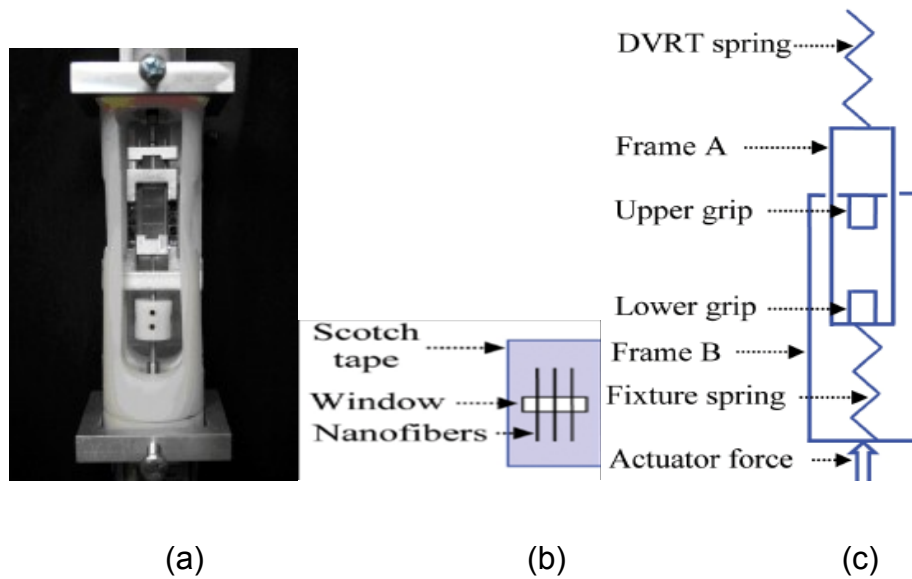 DVRT spring
Frame A
Upper grip
Lower grip
Frame B
Fixture spring
Actuator force
Scotch
tape
Window
Nanofibers
(a)
(b)
(c)